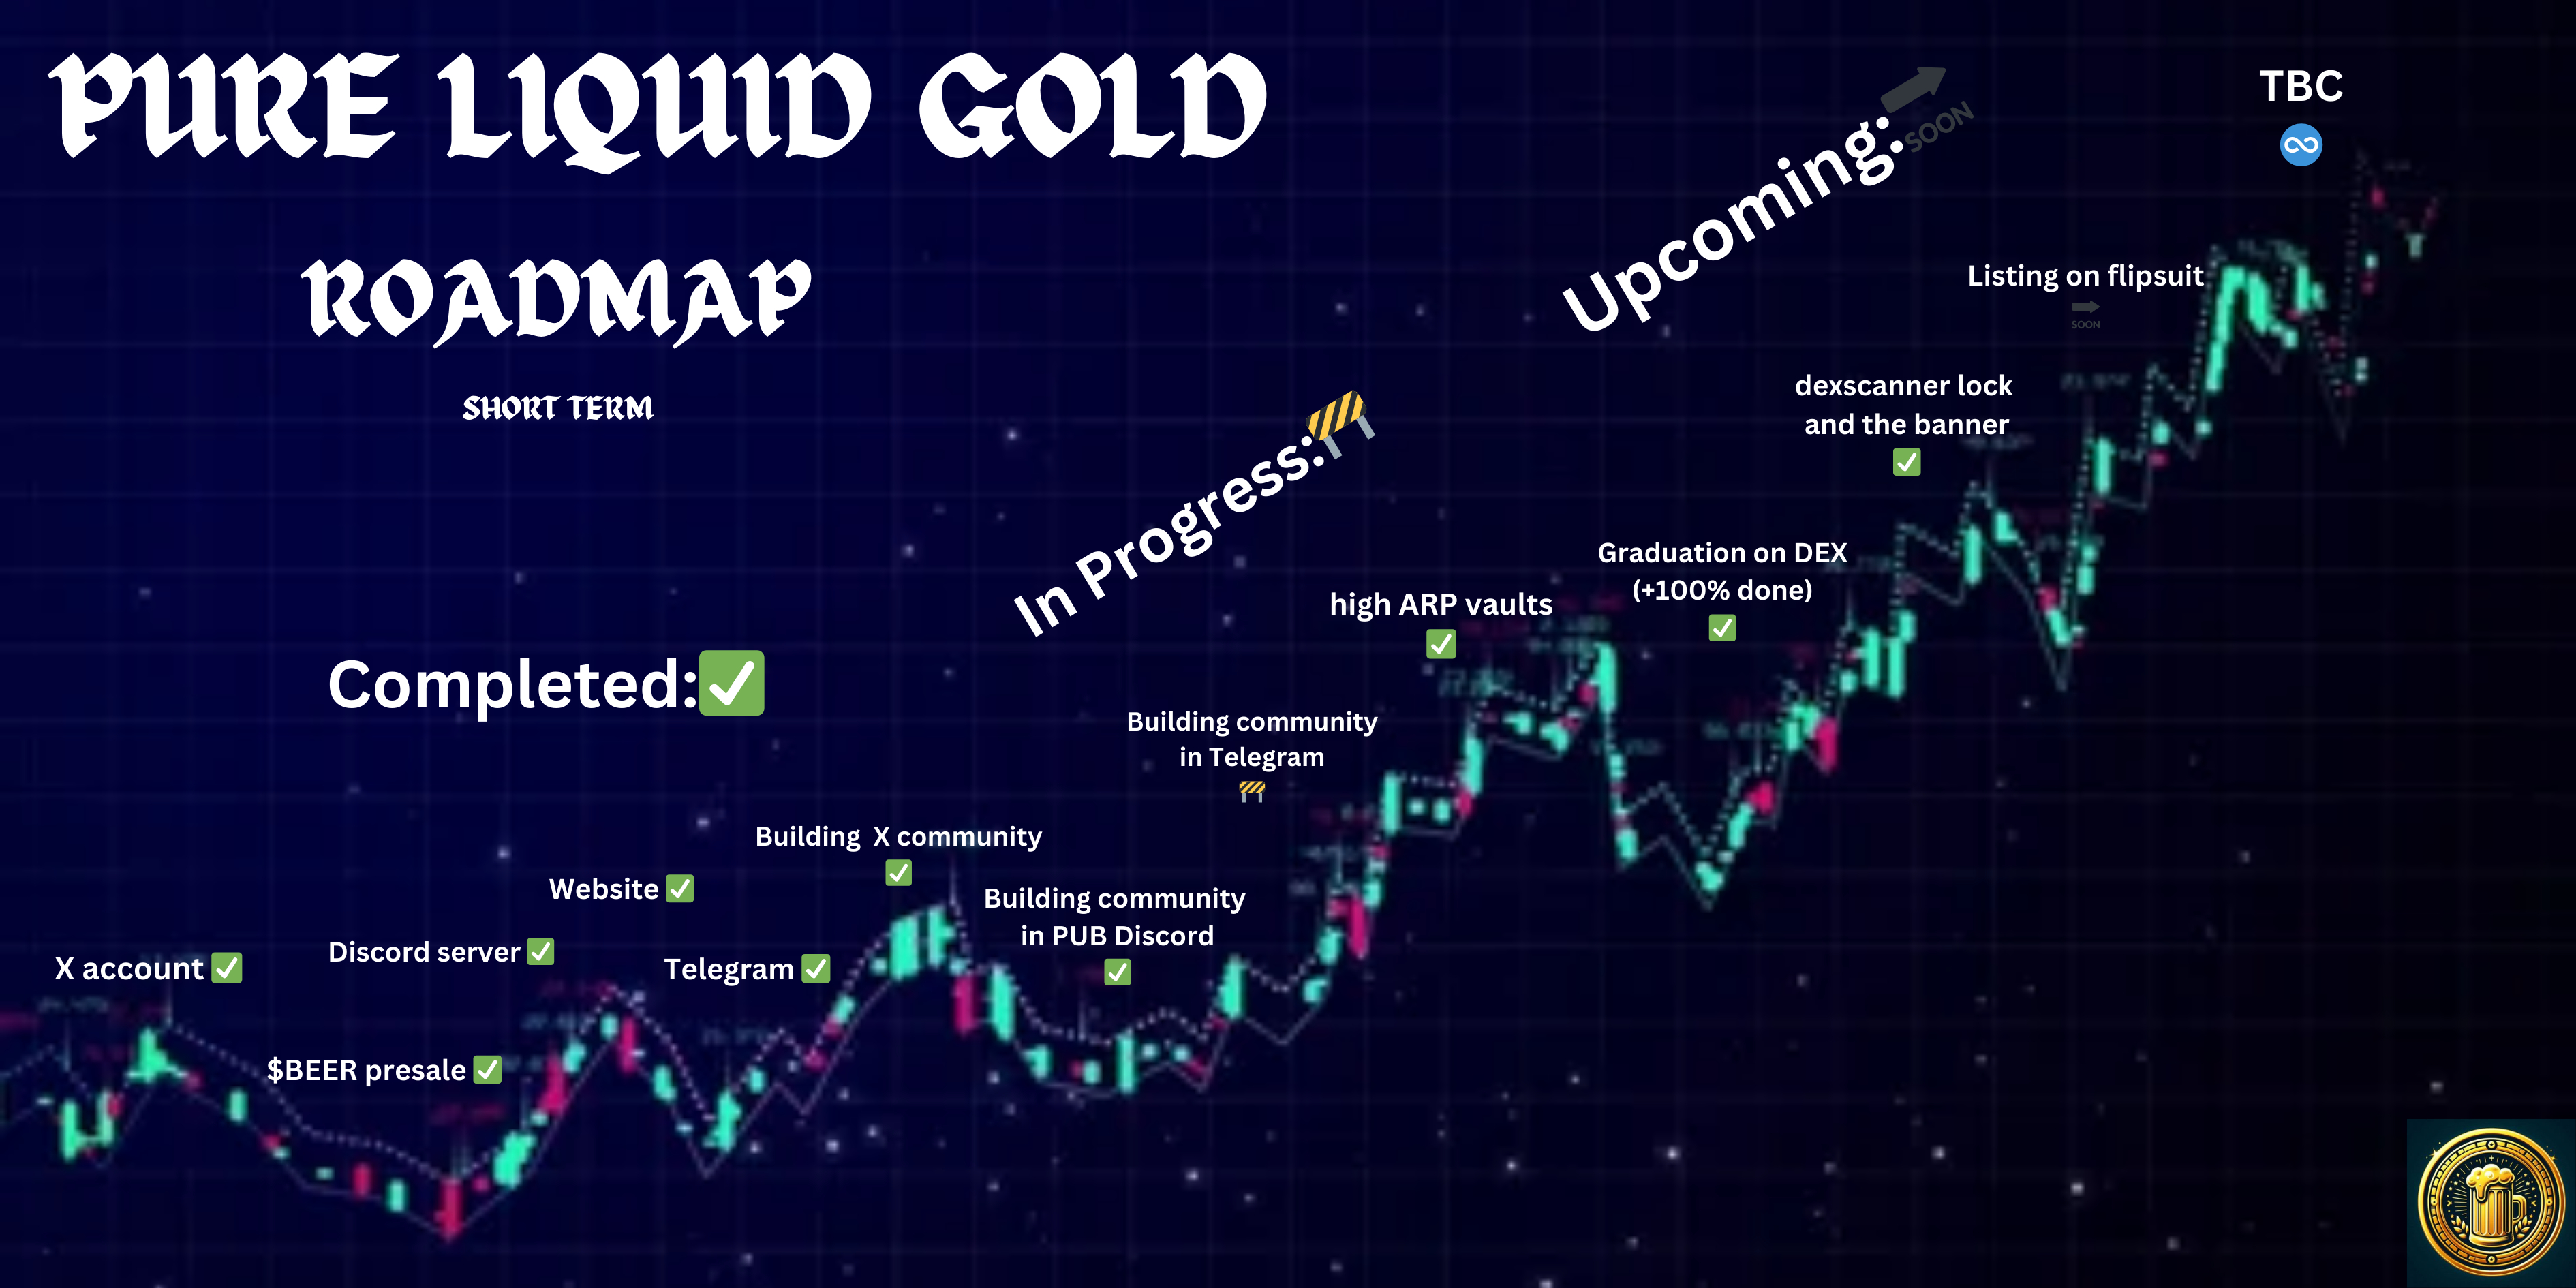 PURE LIQUID GOLD
ROADMAP
SHORT TERM
Completed:✅
X account ✅
$BEER presale ✅
Discord server ✅
Website ✅
Telegram ✅
Building X community
✅
Building community
in PUB Discord
✅
In Progress:🚧
Building community
in Telegram
🚧
high ARP vaults
✅
Graduation on DEX
(+100% done)
✅
Upcoming:
SOON
dexscanner lock
and the banner
✅
Listing on flipsuit
SOON
TBC
♾